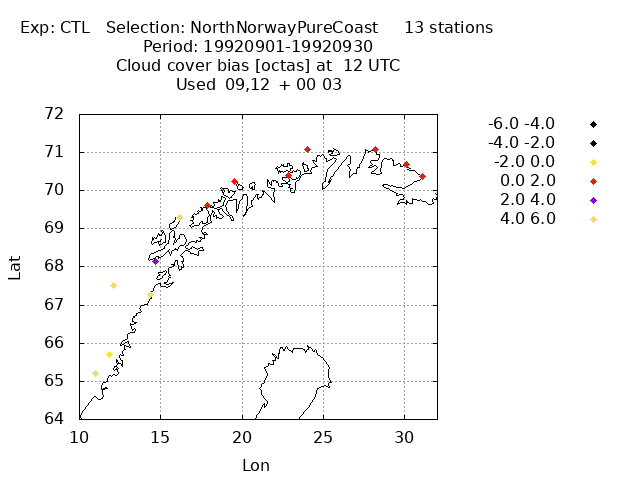 Exp: CTL Selection: NorthNorwayPureCoast 13 stations
Period: 19920901-19920930
Cloud cover bias [octas] at 12 UTC
Used 09,12 + 00 03
-6.0 -4.0
-4.0 -2.0
-2.0 0.0
0.0 2.0
2.0 4.0
4.0 6.0
72
71
70
69
68
67
66
65
64
Lat
10 15 20 25 30
Lon